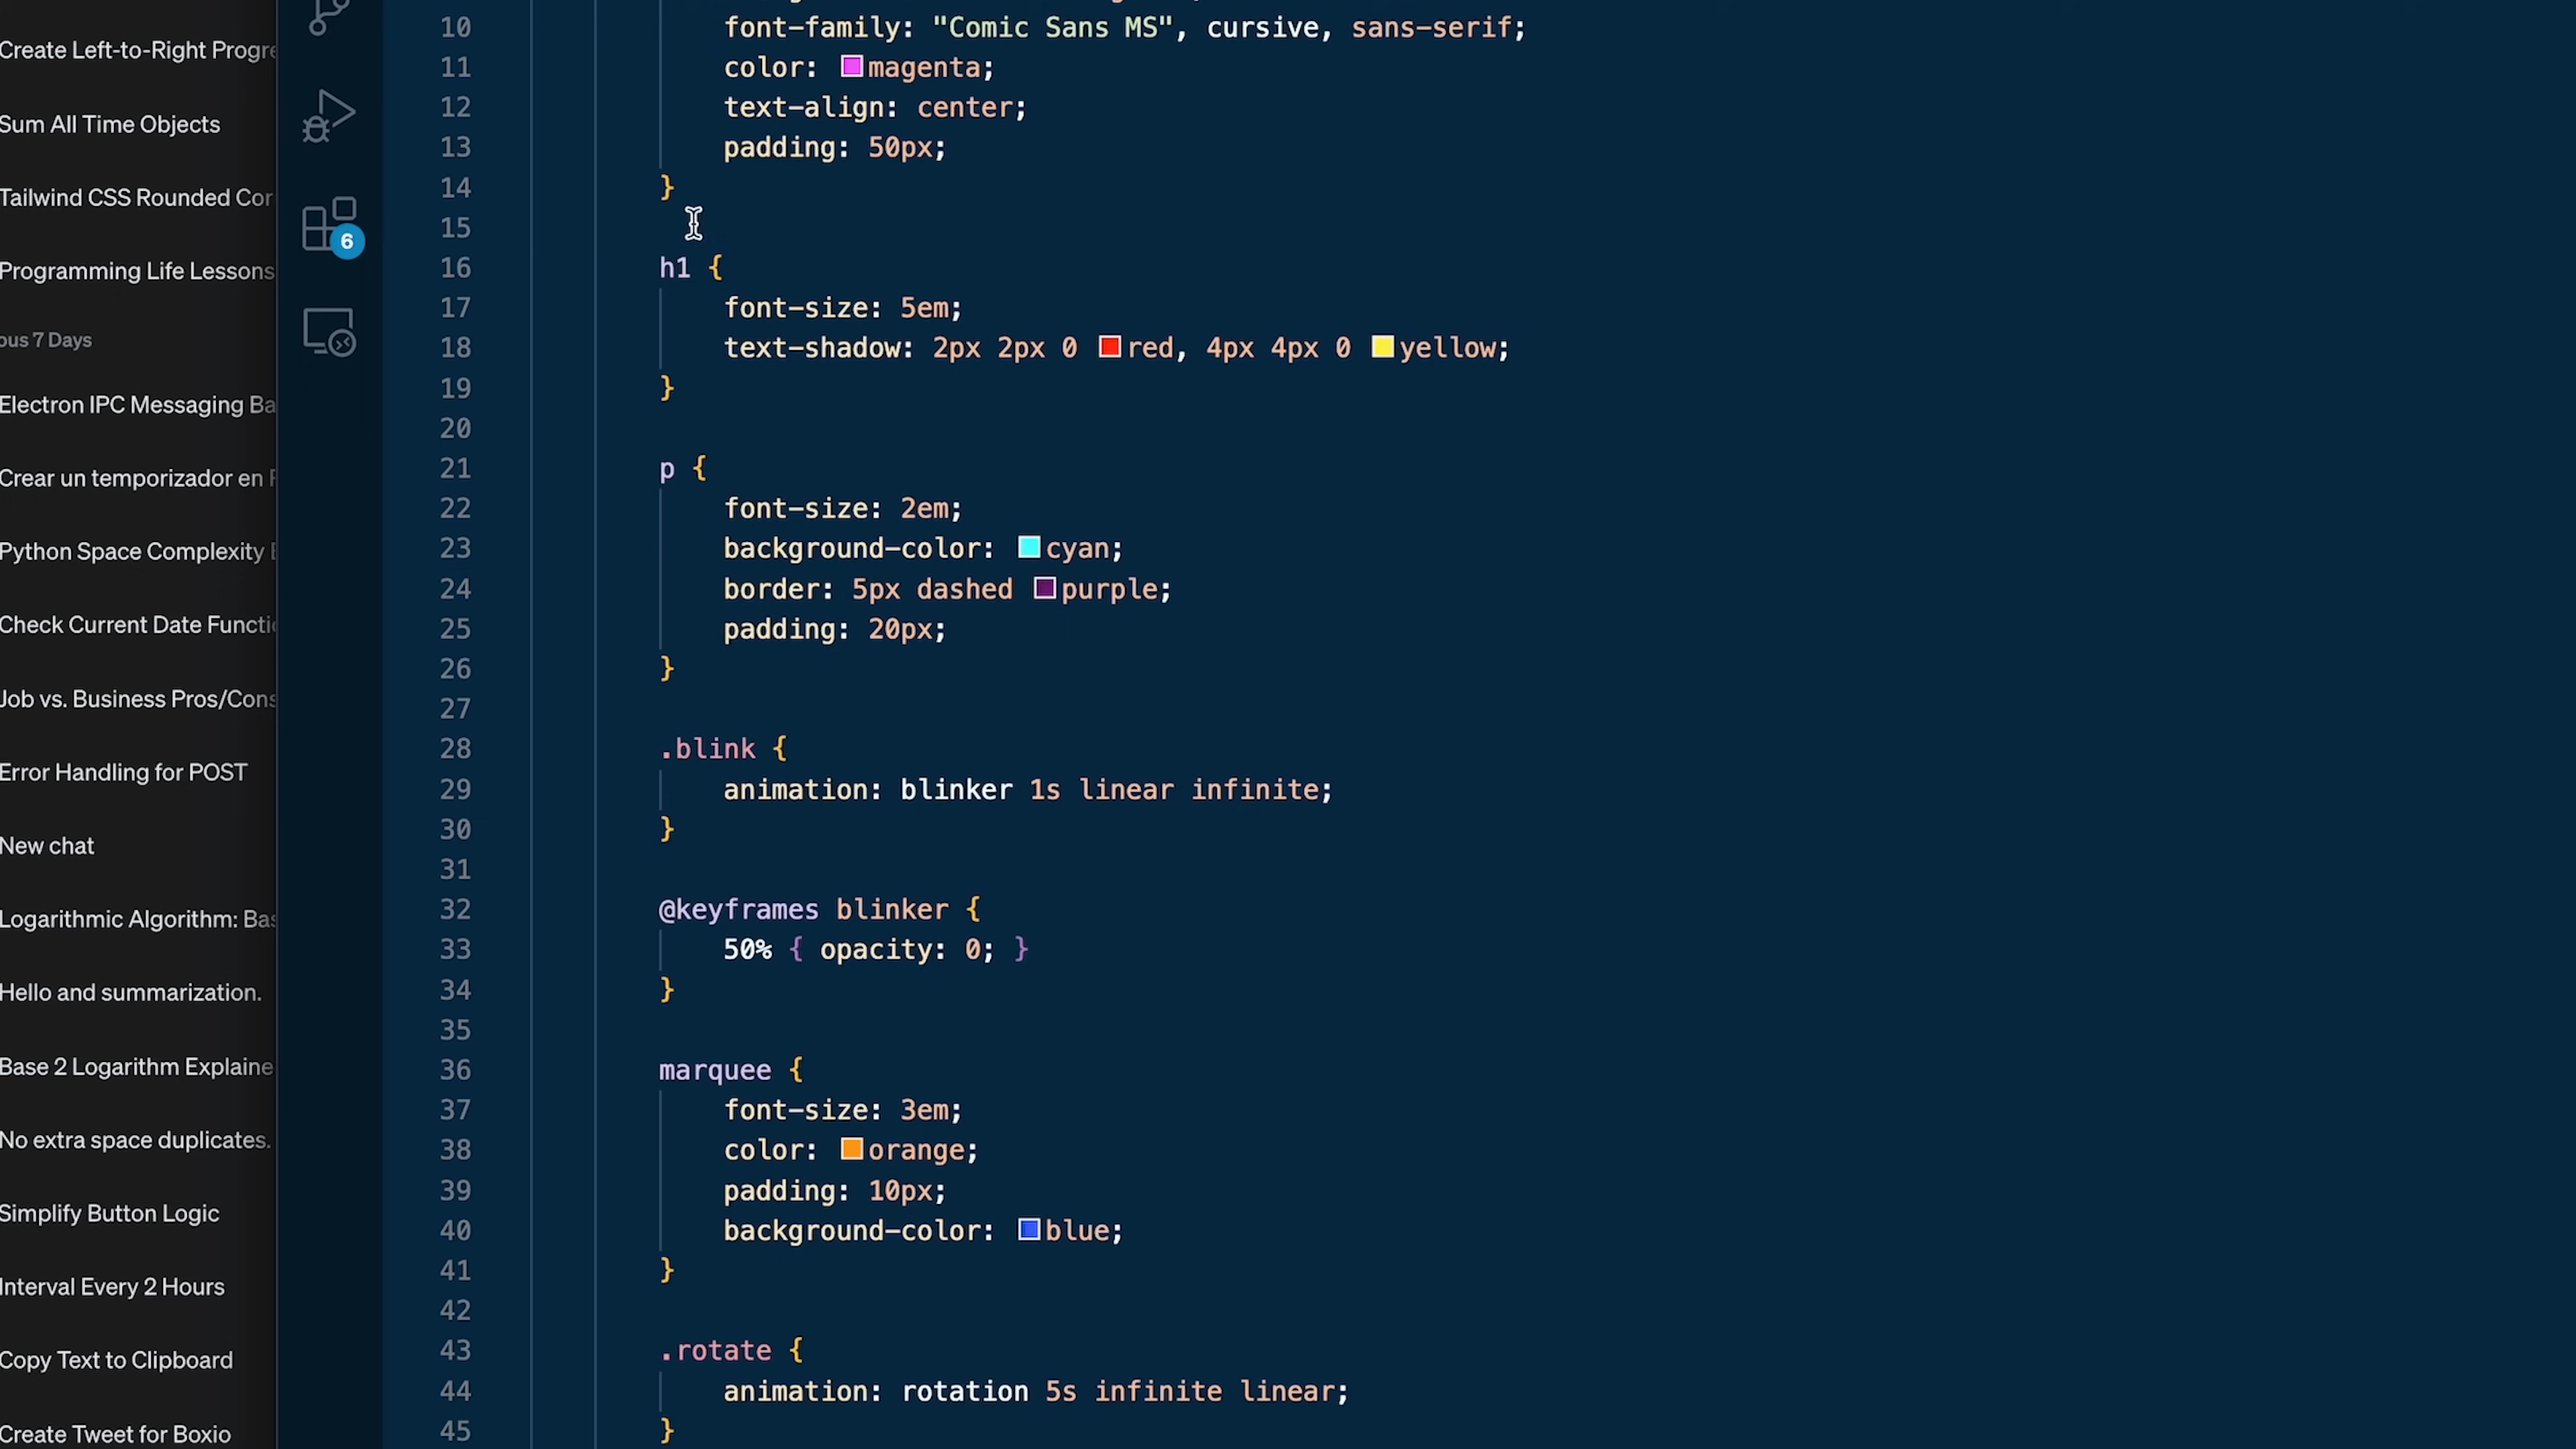 Create Left-to-Right Progre
Sum All Time Objects
Tailwind CSS Rounded Cor
Programming Life Lessons
ous 7 Days
Electron IPC Messaging Ba
Crear un temporizador en F
Python Space Complexity E
Check Current Date Functi
Job vs. Business Pros/Cons
Error Handling for POST
New chat
Logarithmic Algorithm: Bas
Hello and summarization.
Base 2 Logarithm Explaine
No extra space duplicates.
Simplify Button Logic
Interval Every 2 Hours
Copy Text to Clipboard
Create Tweet for Boxio
6
10 font-family: "Comic Sans MS", cursive, sans-serif;
11 color: magenta;
12 text-align: center;
13 padding: 50px;
14 }
15
16 h1 {
17 font-size: 5em;
18 text-shadow: 2px 2px 0 red, 4px 4px 0 yellow;
19 }
20
21 p {
22 font-size: 2em;
23 background-color: cyan;
24 border: 5px dashed purple;
25 padding: 20px;
26 }
27
28 .blink {
29 animation: blinker 1s linear infinite;
30 }
31
32 @keyframes blinker {
33 50% { opacity: 0; }
34 }
35
36 marquee {
37 font-size: 3em;
38 color: orange;
39 padding: 10px;
40 background-color: blue;
41 }
42
43 .rotate {
44 animation: rotation 5s infinite linear;
45 }